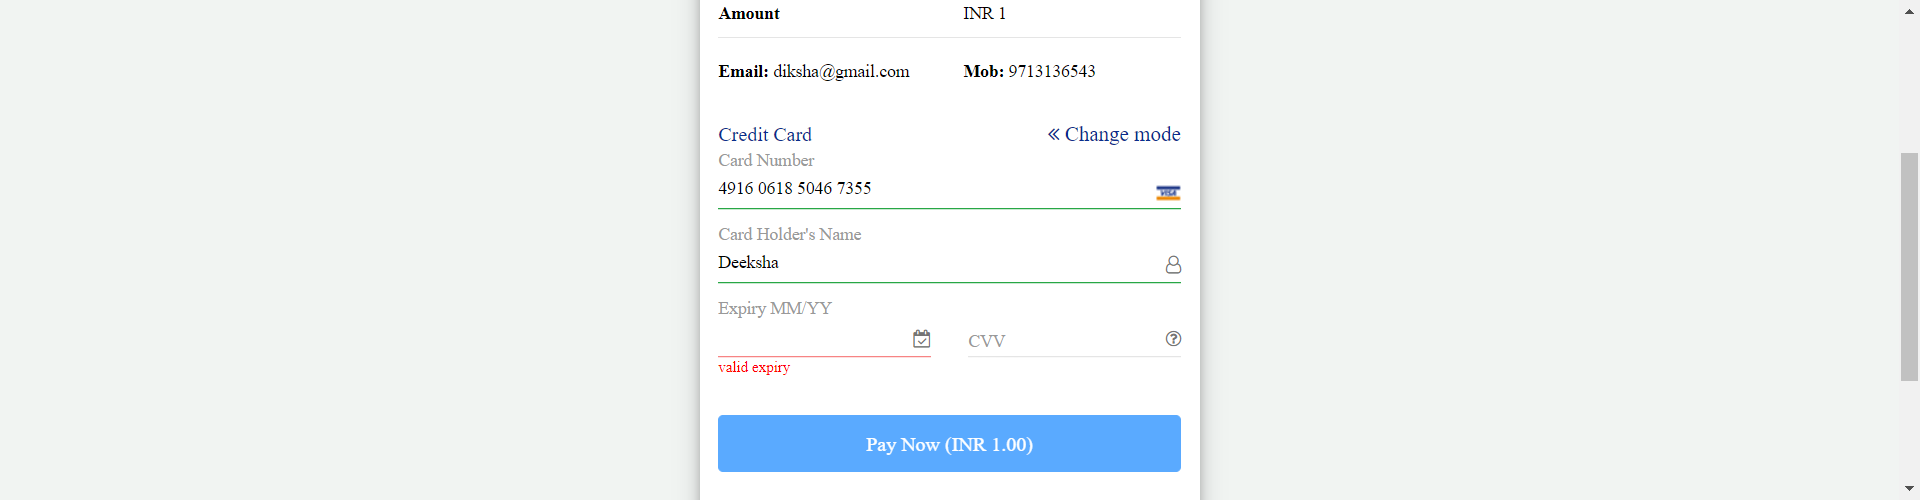 Amount INR 1
Email: diksha@gmail.com Mob: 9713136543
Credit Card « Change mode
Card Number
4916 0618 5046 7355 VISA
Card Holder's Name
Deeksha
Expiry MM/YY
CVV
valid expiry
Pay Now (INR 1.00)